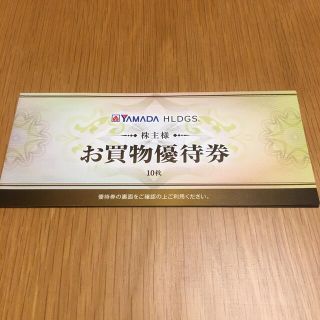 YAMADA HLDGS.
株主様
お買物優待券
10枚
優待券の裏面をご確認の上ご利用ください。